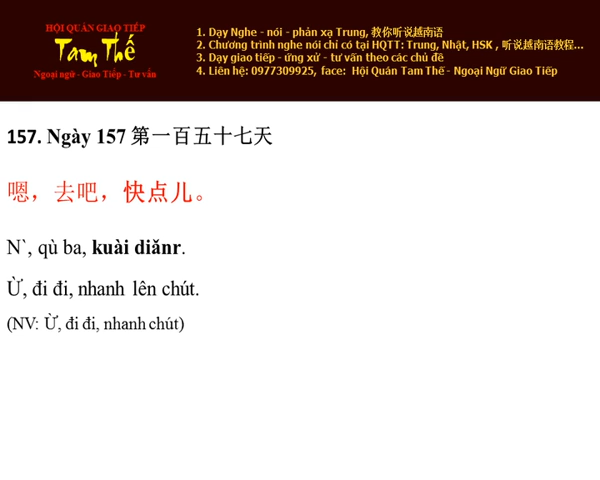 HỘI QUÁN GIAO TIẾP
Tam Thế
Ngoại ngữ - Giao Tiếp - Tư vấn
1. Dạy Nghe - nói - phản xạ Trung, 教你听说越南语
2. Chương trình nghe nói chỉ có tại HQTT: Trung, Nhật, HSK , 听说越南语教程...
3. Dạy giao tiếp - ứng xử - tư vấn theo các chủ đề
4. Liên hệ: 0977309925, face: Hội Quán Tam Thế - Ngoại Ngữ Giao Tiếp
157. Ngày 157 第一百五十七天
嗯，去吧，快点儿。
N`, qù ba, kuài diǎnr.
Ừ, đi đi, nhanh lên chút.
(NV: Ừ, đi đi, nhanh chút)